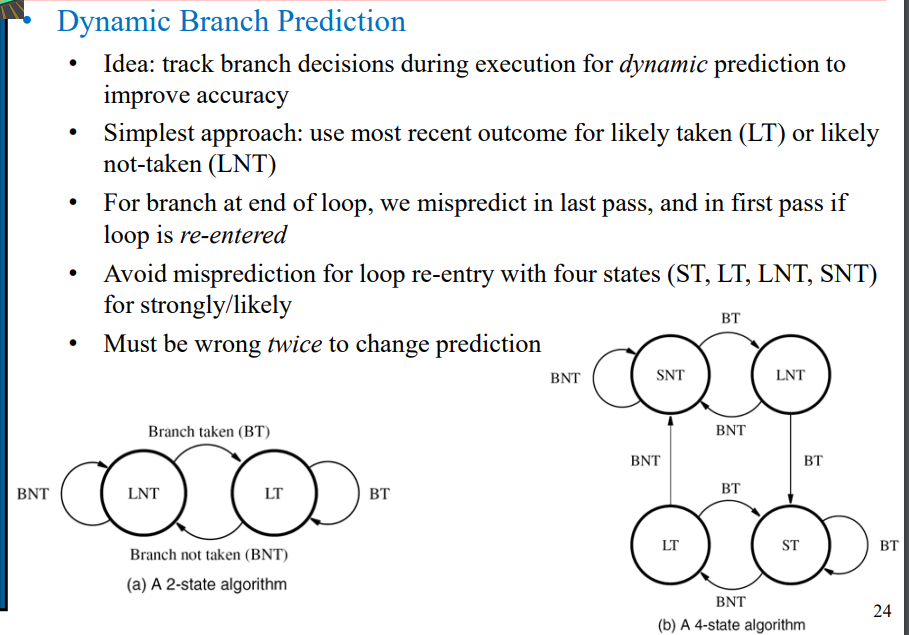 Dynamic Branch Prediction
• Idea: track branch decisions during execution for dynamic prediction to
improve accuracy
• Simplest approach: use most recent outcome for likely taken (LT) or likely
not-taken (LNT)
• For branch at end of loop, we mispredict in last pass, and in first pass if
loop is re-entered
• Avoid misprediction for loop re-entry with four states (ST, LT, LNT, SNT)
for strongly/likely
• Must be wrong twice to change prediction
Branch taken (BT)
BNT
LNT
LT
BT
Branch not taken (BNT)
(a) A 2-state algorithm
BT
BNT
SNT
LNT
BNT
BNT
BT
BT
LT
ST
BT
BNT
(b) A 4-state algorithm
24